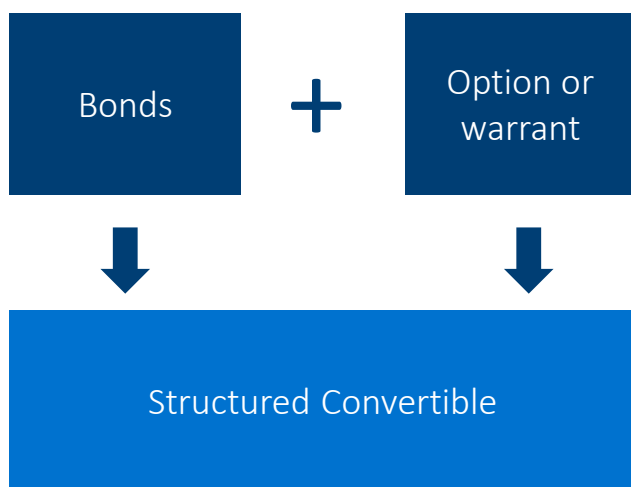 Bonds
+
Option or
warrant
Structured Convertible